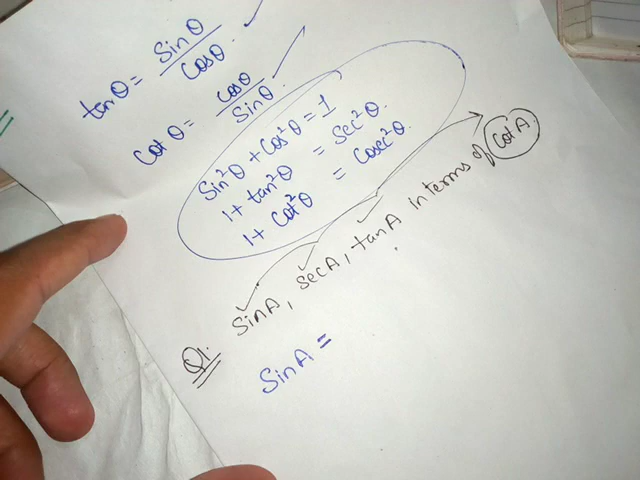 tanθ = Sinθ / Cosθ.
Cotθ = Cosθ / Sinθ.
Sin²θ + Cos²θ = 1
1 + tan²θ = Sec²θ.
1 + Cot²θ = Cosec²θ.
Q1. SinA, SecA, tanA in terms of CotA.
SinA =